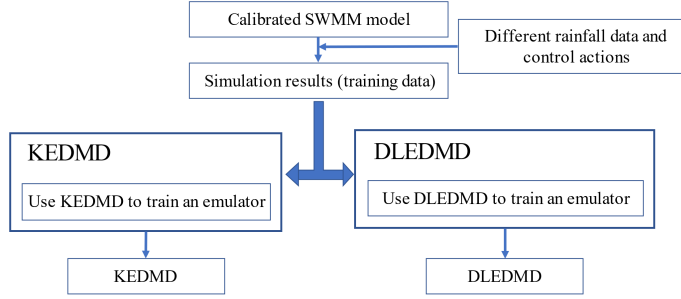 Calibrated SWMM model
Different rainfall data and
control actions
Simulation results (training data)
KEDMD
Use KEDMD to train an emulator
DLEDMD
Use DLEDMD to train an emulator
KEDMD
DLEDMD